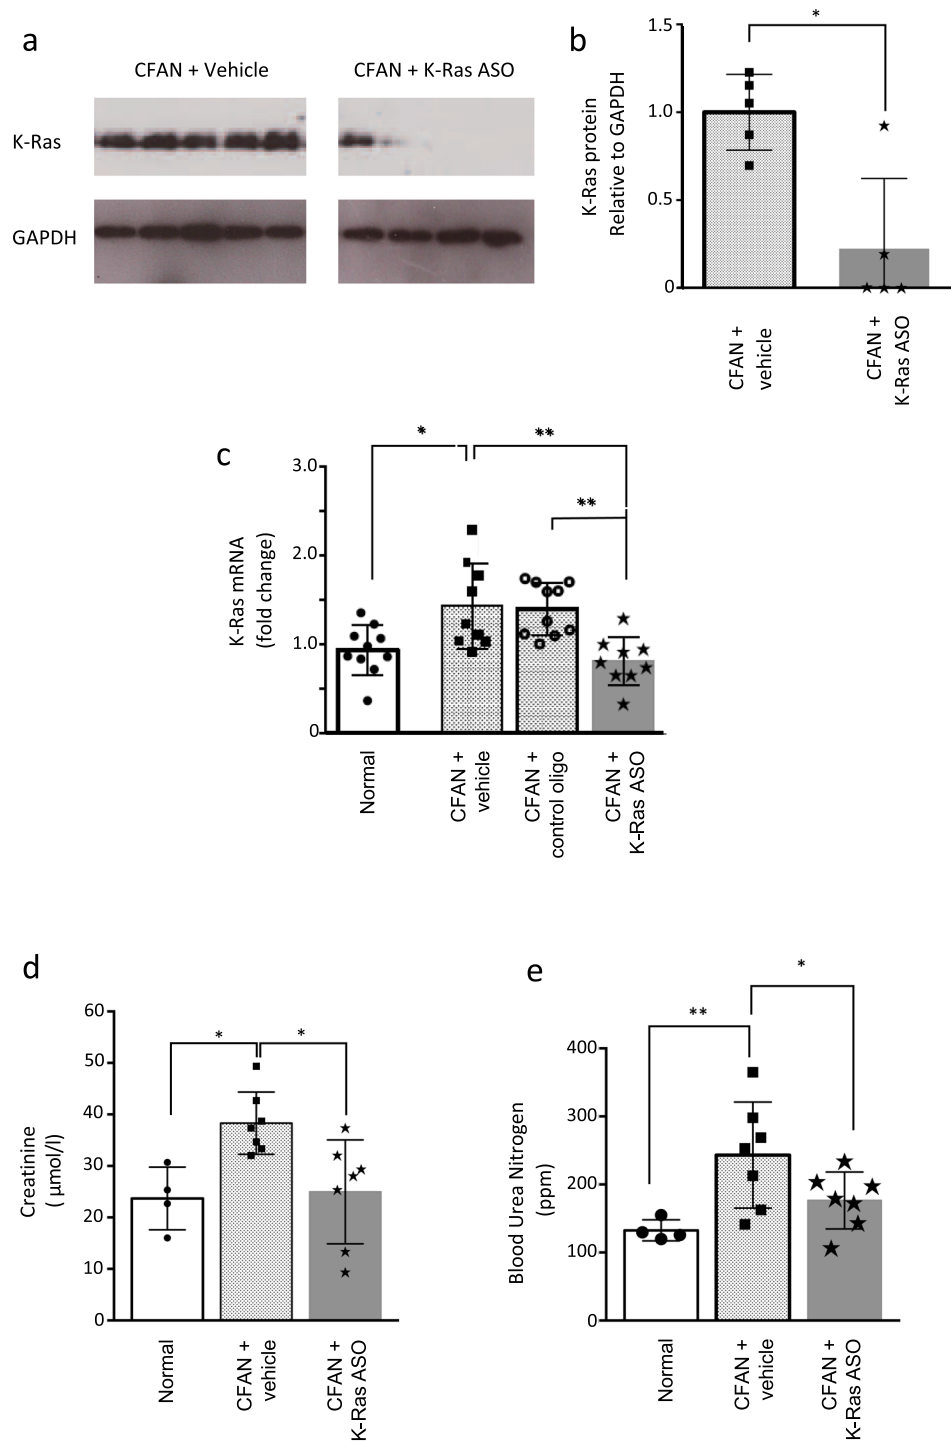 a
CFAN + Vehicle
CFAN + K-Ras ASO
K-Ras
GAPDH
b
K-Ras protein
Relative to GAPDH
1.5
1.0
0.5
0
*
CFAN +
vehicle
CFAN +
K-Ras ASO
c
K-Ras mRNA
(fold change)
3.0
2.0
1.0
0
*
**
**
Normal
CFAN +
vehicle
CFAN +
control oligo
CFAN +
K-Ras ASO
d
Creatinine
( µmol/l)
60
50
40
30
20
10
0
*
*
Normal
CFAN +
vehicle
CFAN +
K-Ras ASO
e
Blood Urea Nitrogen
(ppm)
400
300
200
100
0
**
*
Normal
CFAN +
vehicle
CFAN +
K-Ras ASO